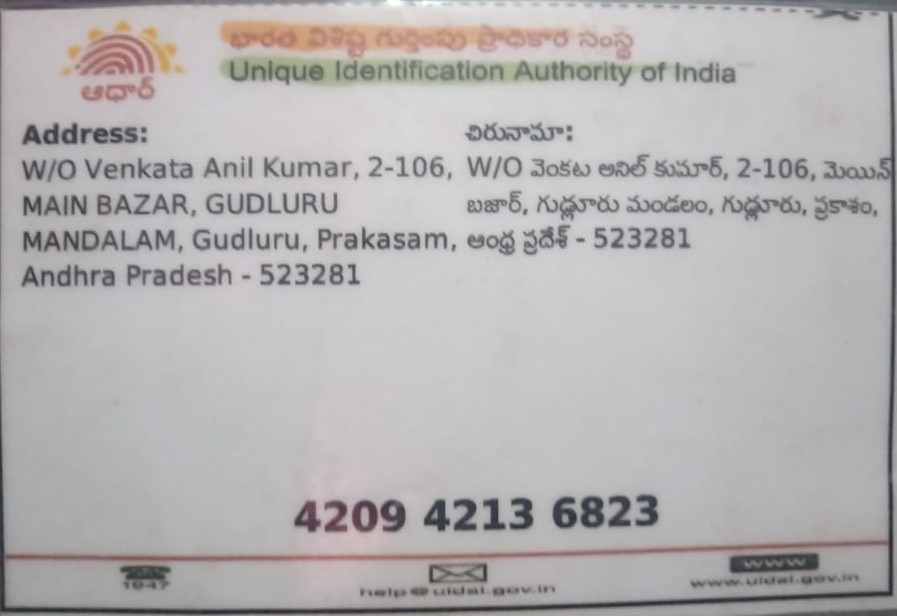 భారత విశిష్ట గుర్తింపు ప్రాధికార సంస్థ
Unique Identification Authority of India
ఆధార్
Address:
W/O Venkata Anil Kumar, 2-106,
MAIN BAZAR, GUDLURU
MANDALAM, Gudluru, Prakasam,
Andhra Pradesh - 523281
చిరునామా:
W/O వెంకట అనిల్ కుమార్, 2-106, మెయిన్
బజార్, గుడ్లూరు మండలం, గుడ్లూరు, ప్రకాశం,
ఆంధ్ర ప్రదేశ్ - 523281
4209 4213 6823
1947
help@uidai.gov.in
WWW
www.uidai.gov.in